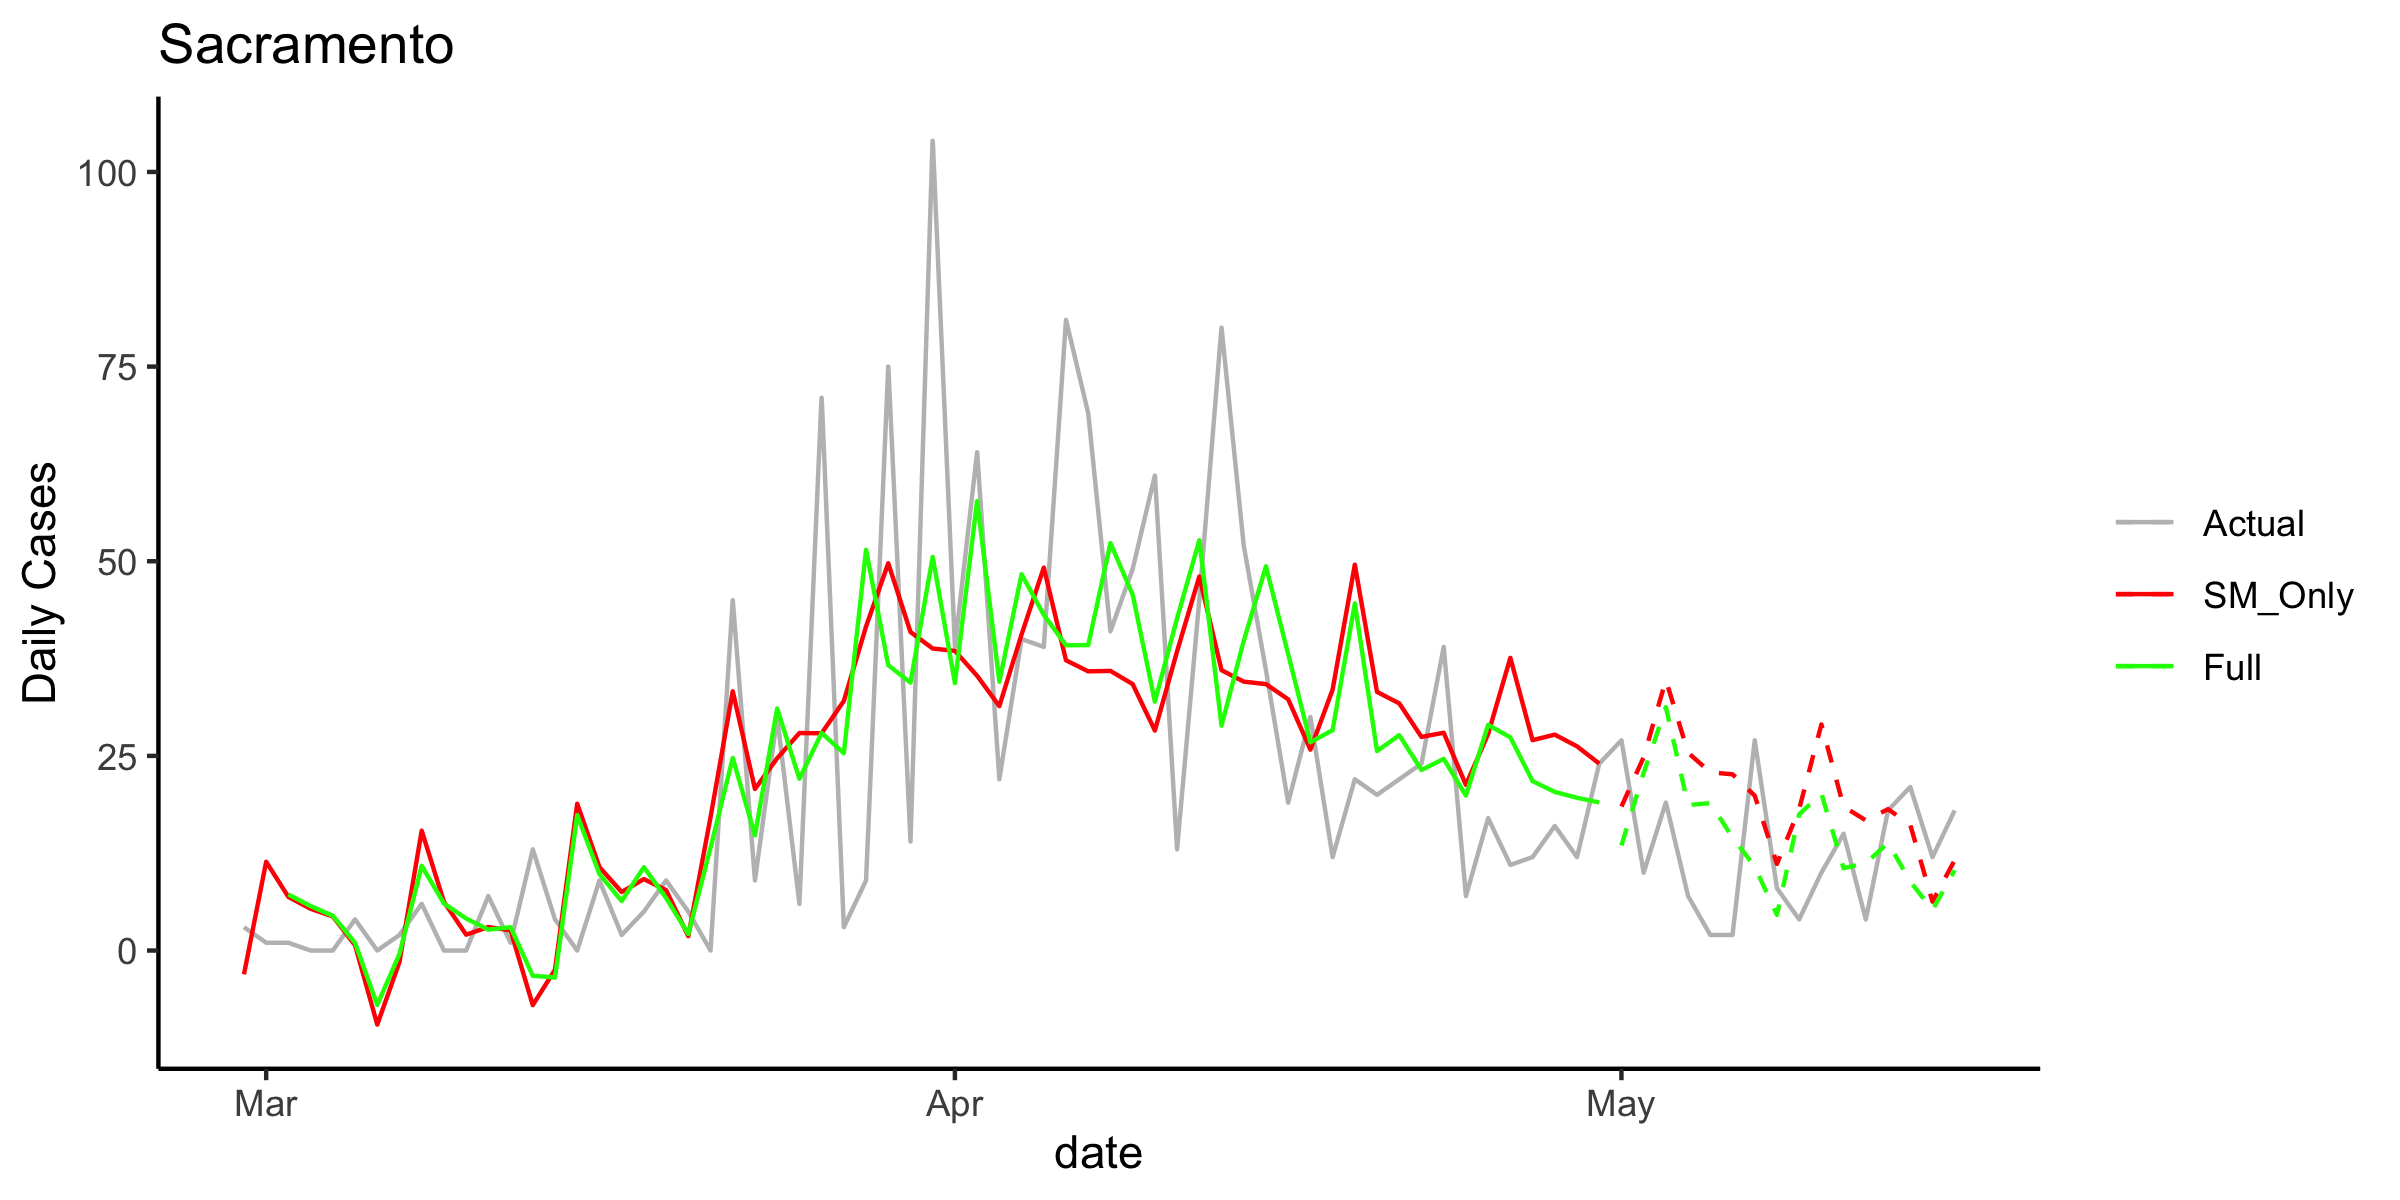 Sacramento
100
75
50
25
0
Daily Cases
Mar
Apr
May
date
Actual
SM_Only
Full